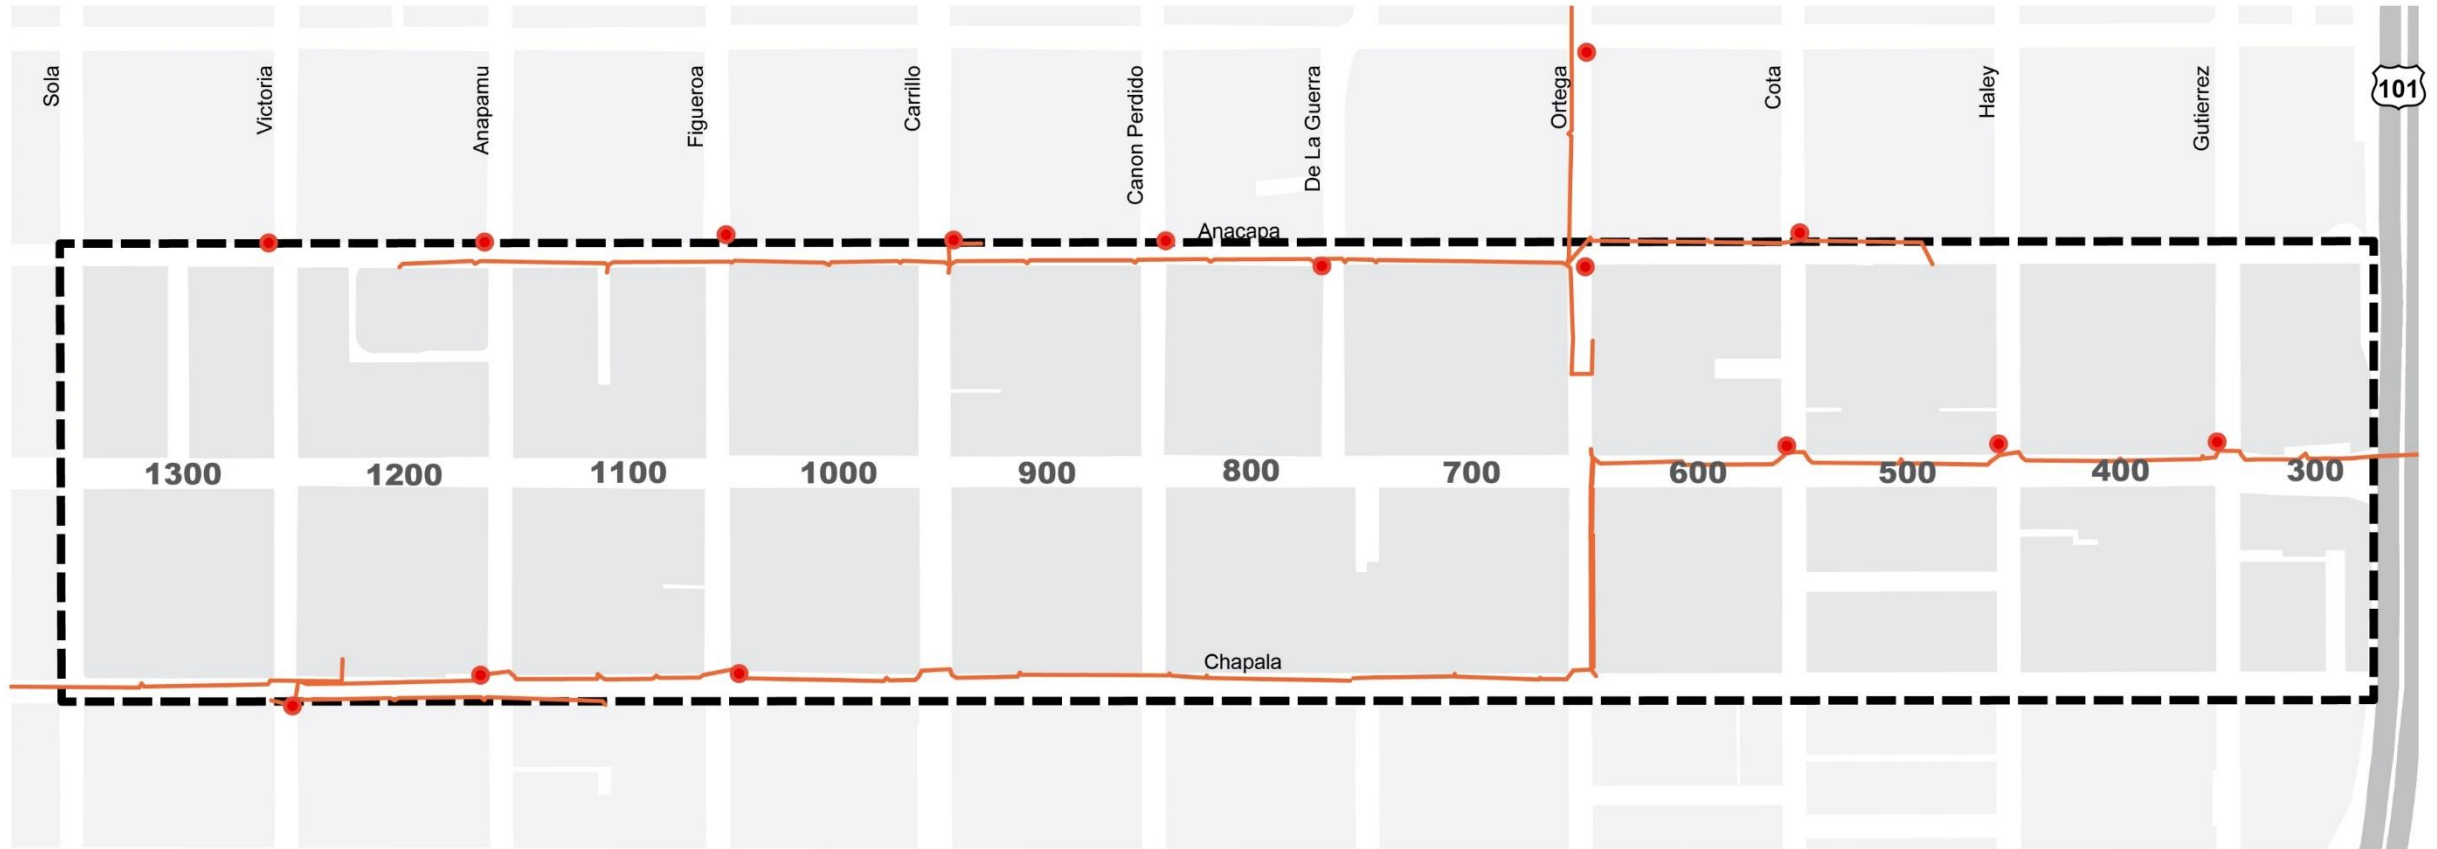 Sola
Victoria
Anapamu
Figueroa
Carrillo
Canon Perdido
De La Guerra
Ortega
Cota
Haley
Gutierrez
101
Anacapa
1300
1200
1100
1000
900
800
700
600
500
400
300
Chapala